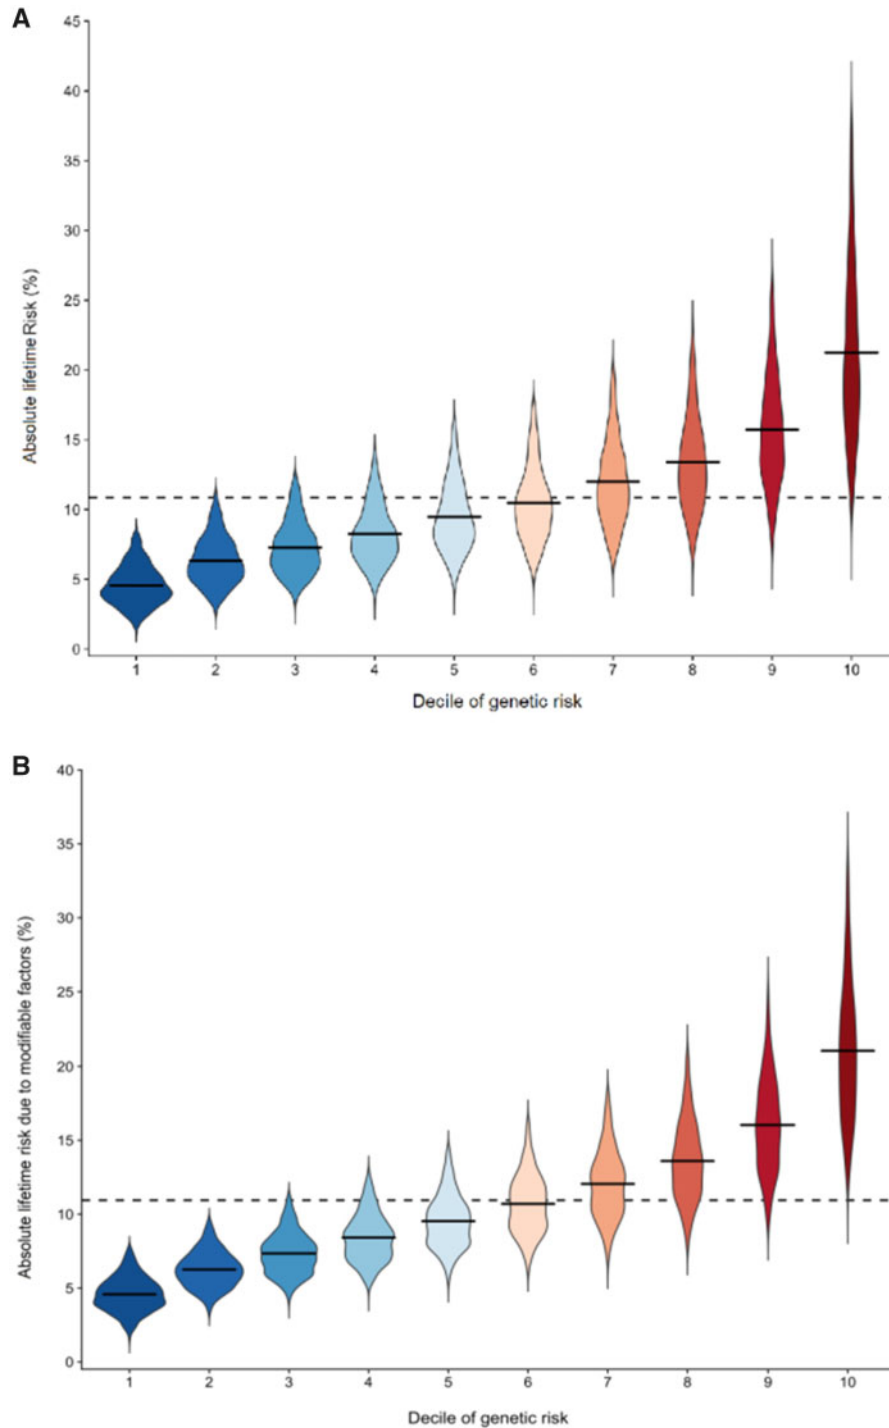 A
45
40
35
30
25
20
15
10
5
0
Absolute lifetime Risk (%)
1 2 3 4 5 6 7 8 9 10
Decile of genetic risk
B
40
35
30
25
20
15
10
5
0
Absolute lifetime risk due to modifiable factors (%)
1 2 3 4 5 6 7 8 9 10
Decile of genetic risk